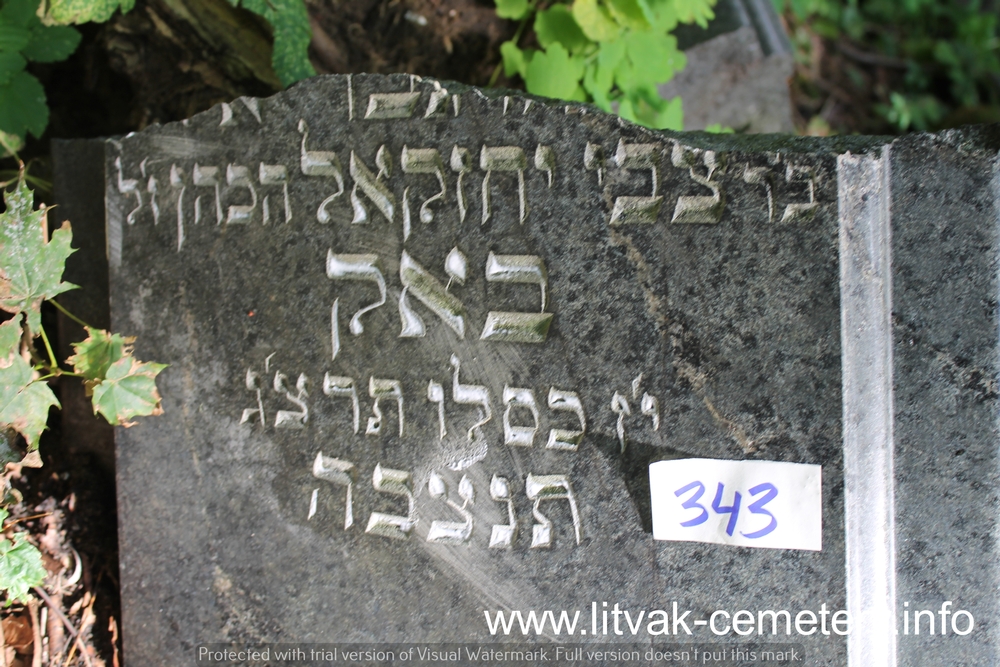 בר צבי יחזקאל הכהן ז״ל
באק
י״ז כסלו תרצ״ג
תנצבה
343
www.litvak-cemetery.info
Protected with trial version of Visual Watermark. Full version doesn't put this mark.